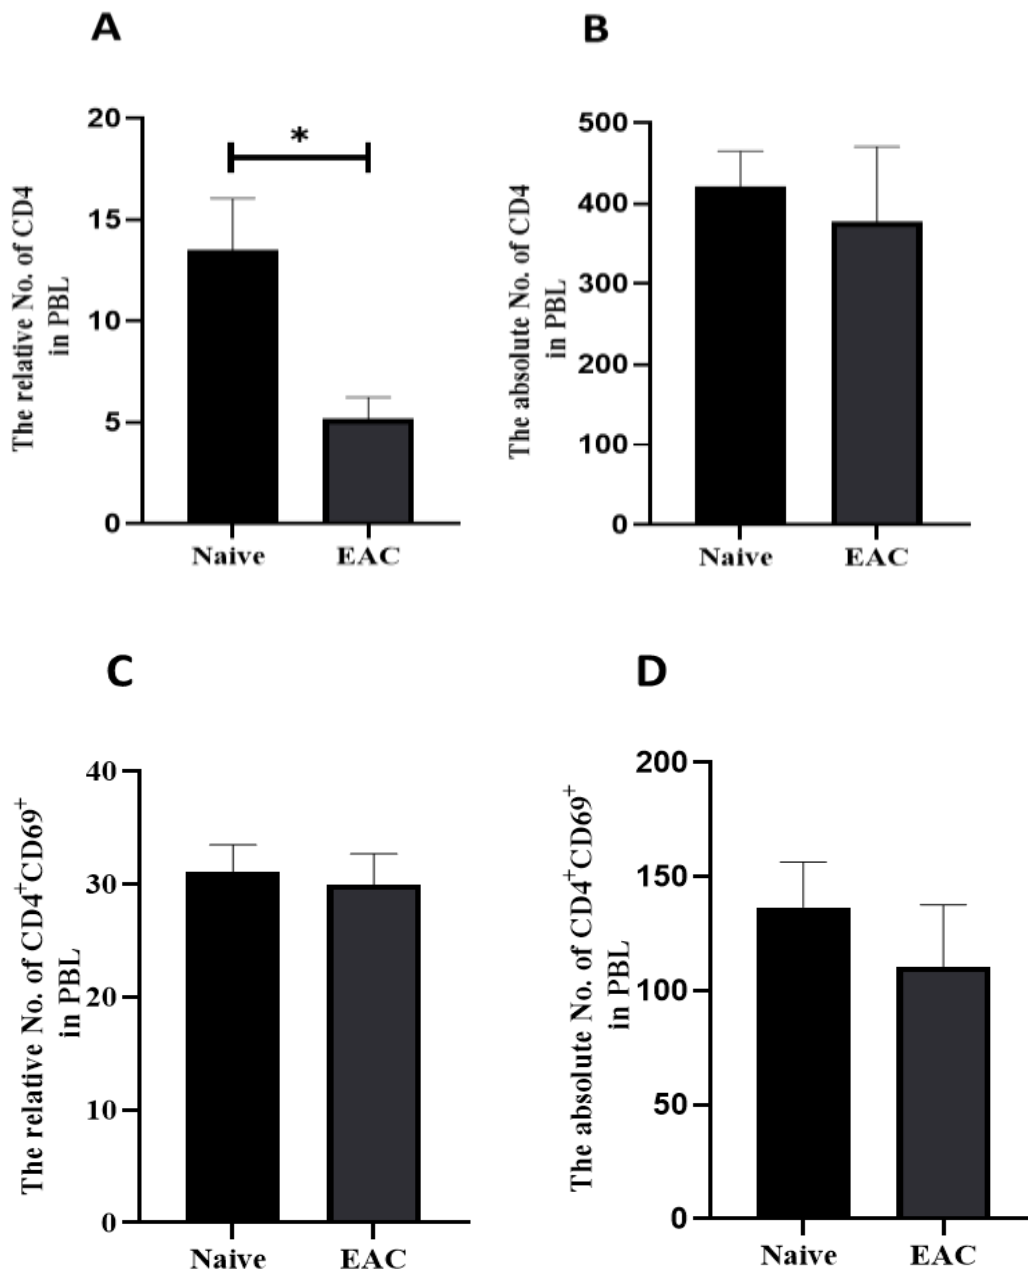 A
The relative No. of CD4
in PBL
20
15
10
5
0
*
Naive
EAC
B
The absolute No. of CD4
in PBL
500
400
300
200
100
0
Naive
EAC
C
The relative No. of CD4⁺CD69⁺
in PBL
40
30
20
10
0
Naive
EAC
D
The absolute No. of CD4⁺CD69⁺
in PBL
200
150
100
50
0
Naive
EAC